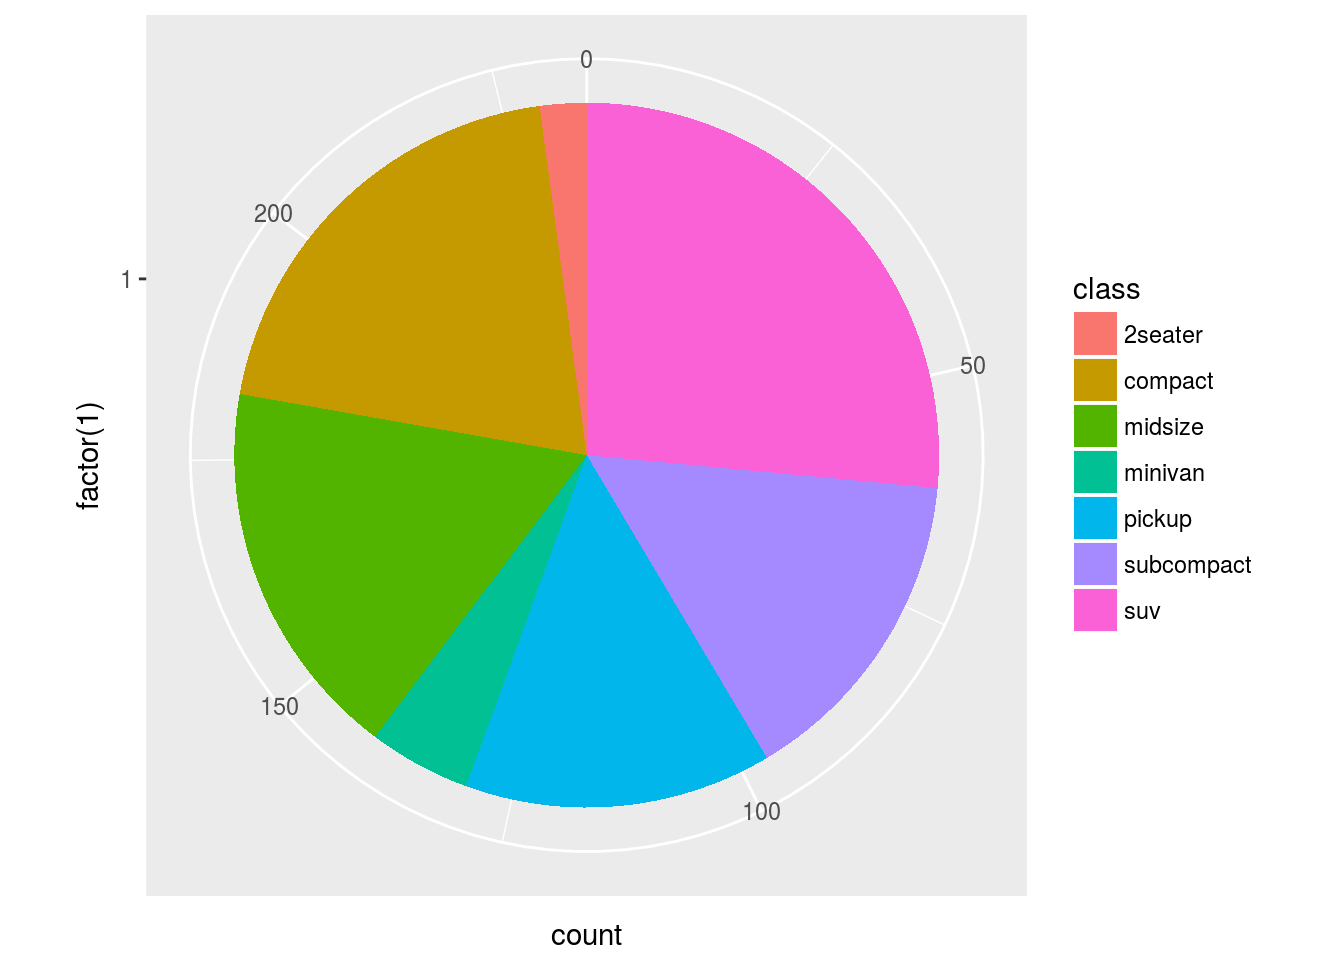 0
200
50
1
factor(1)
150
100
count
class
2seater
compact
midsize
minivan
pickup
subcompact
suv